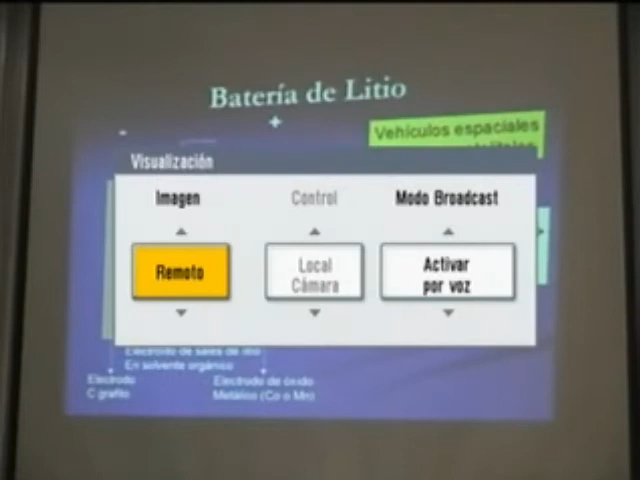 Batería de Litio
Vehículos espaciales
Visualización
Imagen
Control
Modo Broadcast
Remoto
Local
Cámara
Activar
por voz
Electrodo de sales de litio
En solvente orgánico
Electrodo
C grafito
Electrodo de óxido
Metálico (Co o Mn)